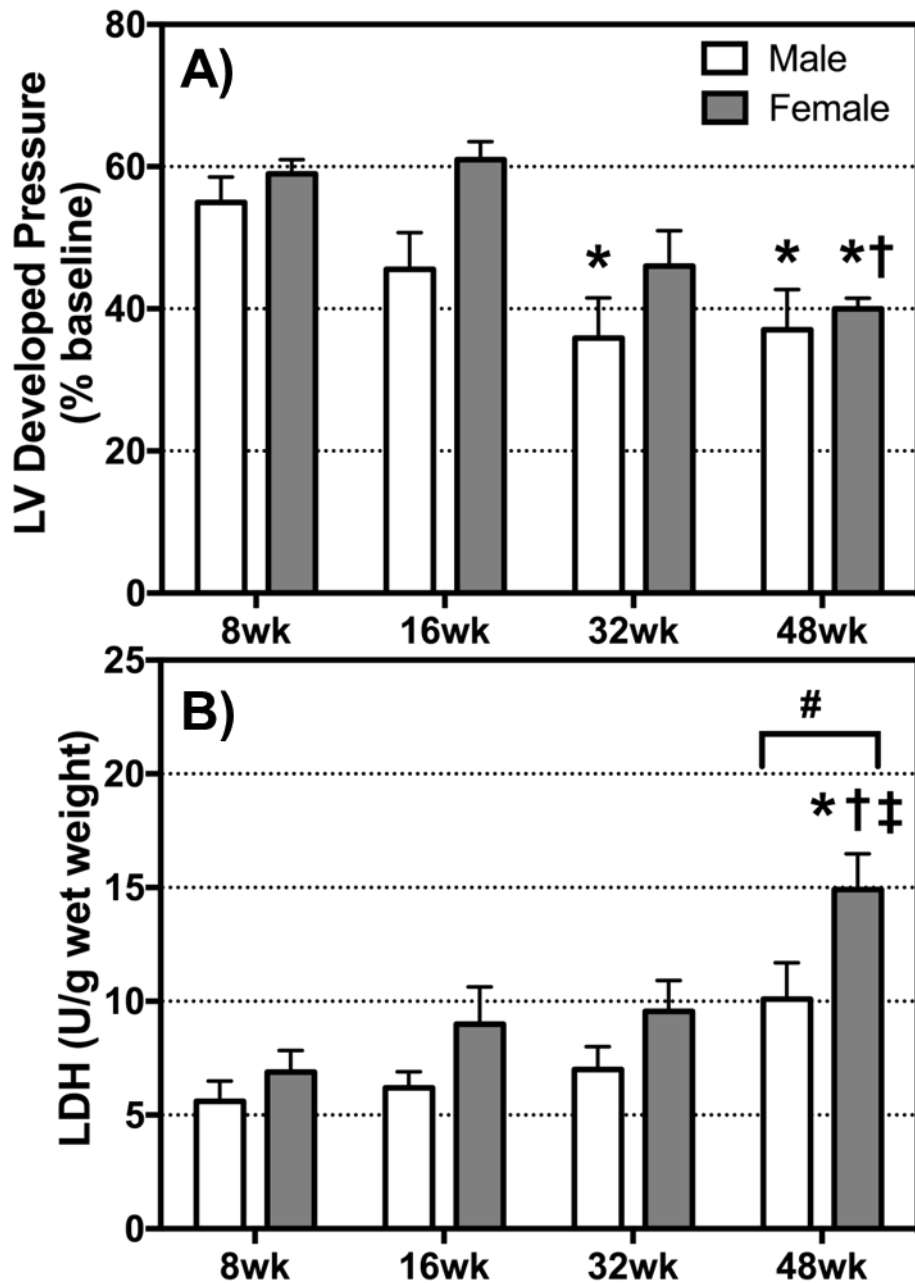 A)
Male
Female
LV Developed Pressure
(% baseline)
80
60
40
20
0
* * *†
8wk 16wk 32wk 48wk
B)
LDH (U/g wet weight)
25
20
15
10
5
0
#
*†‡
8wk 16wk 32wk 48wk